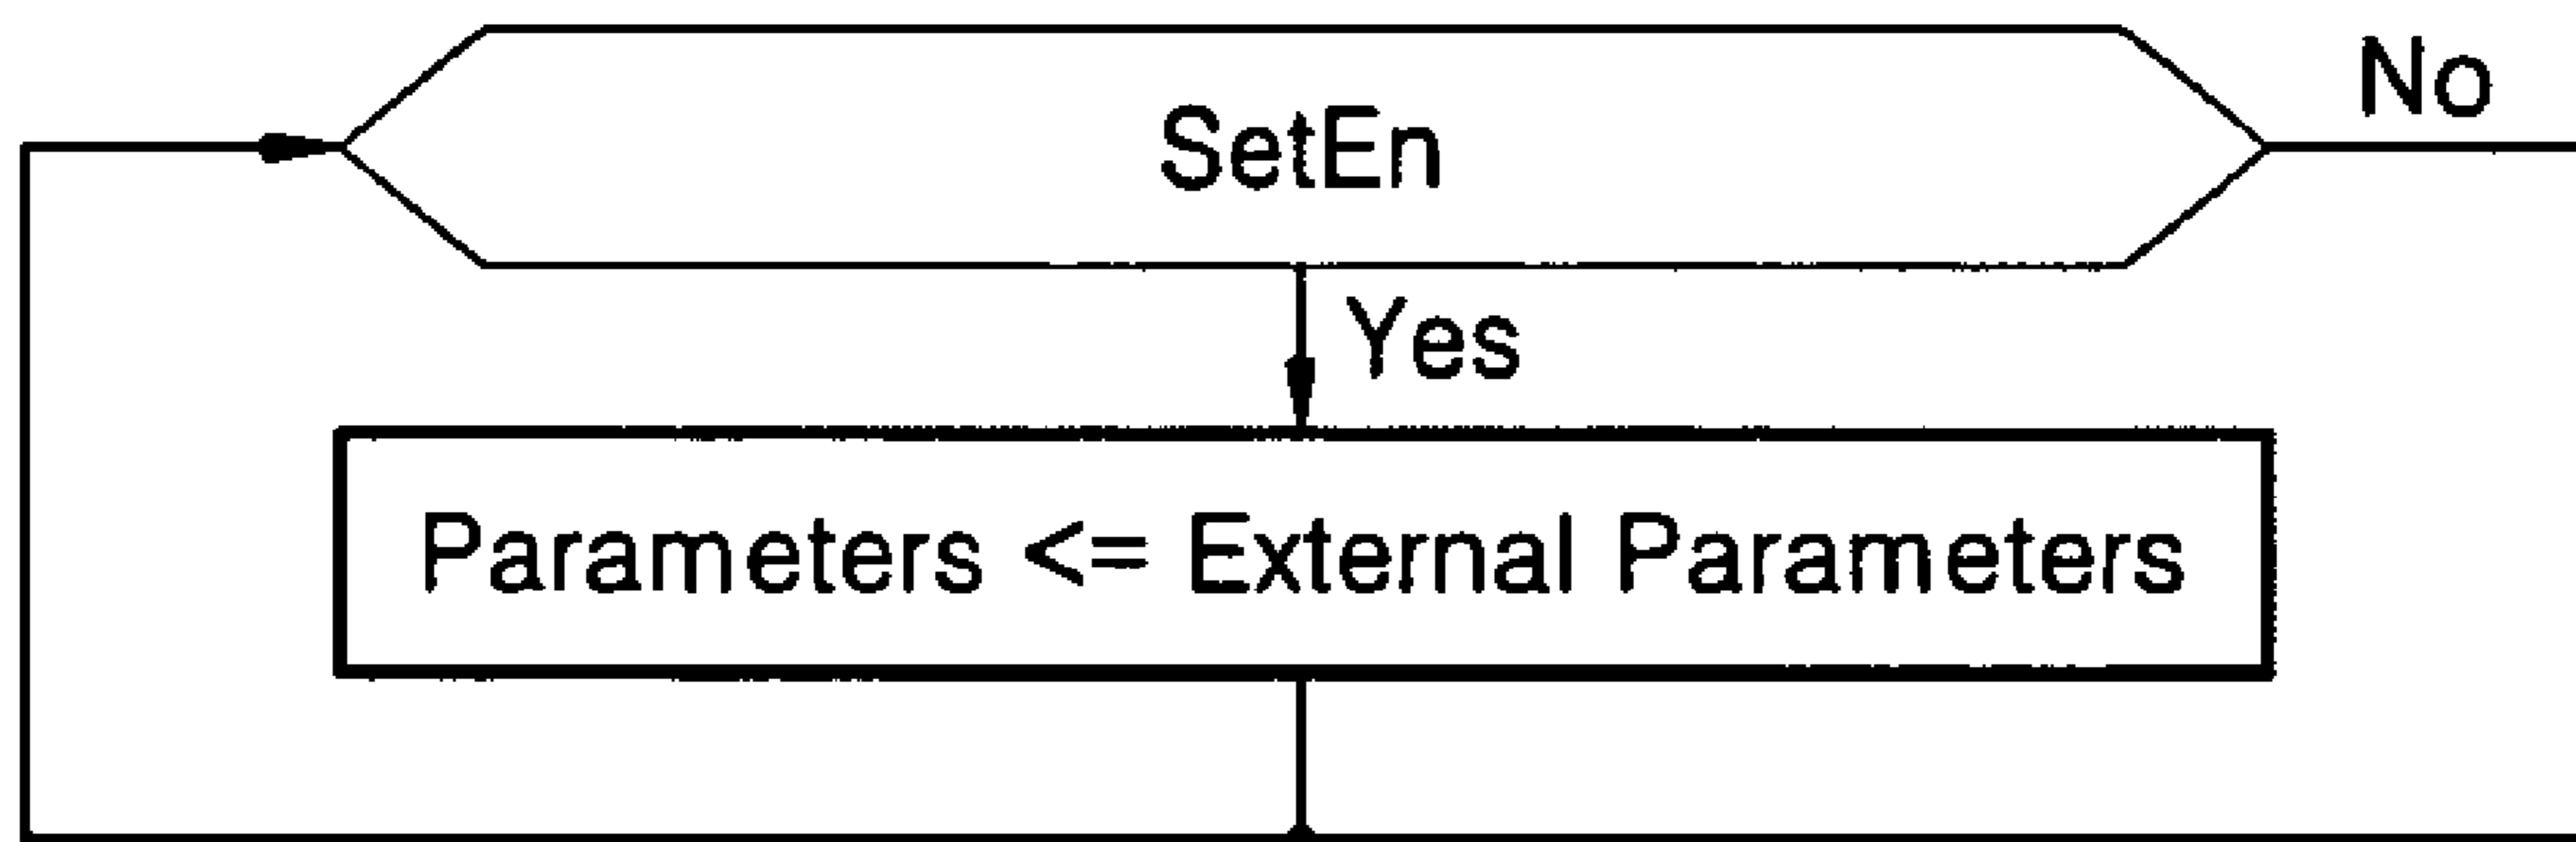 SetEn
No
Yes
Parameters <= External Parameters